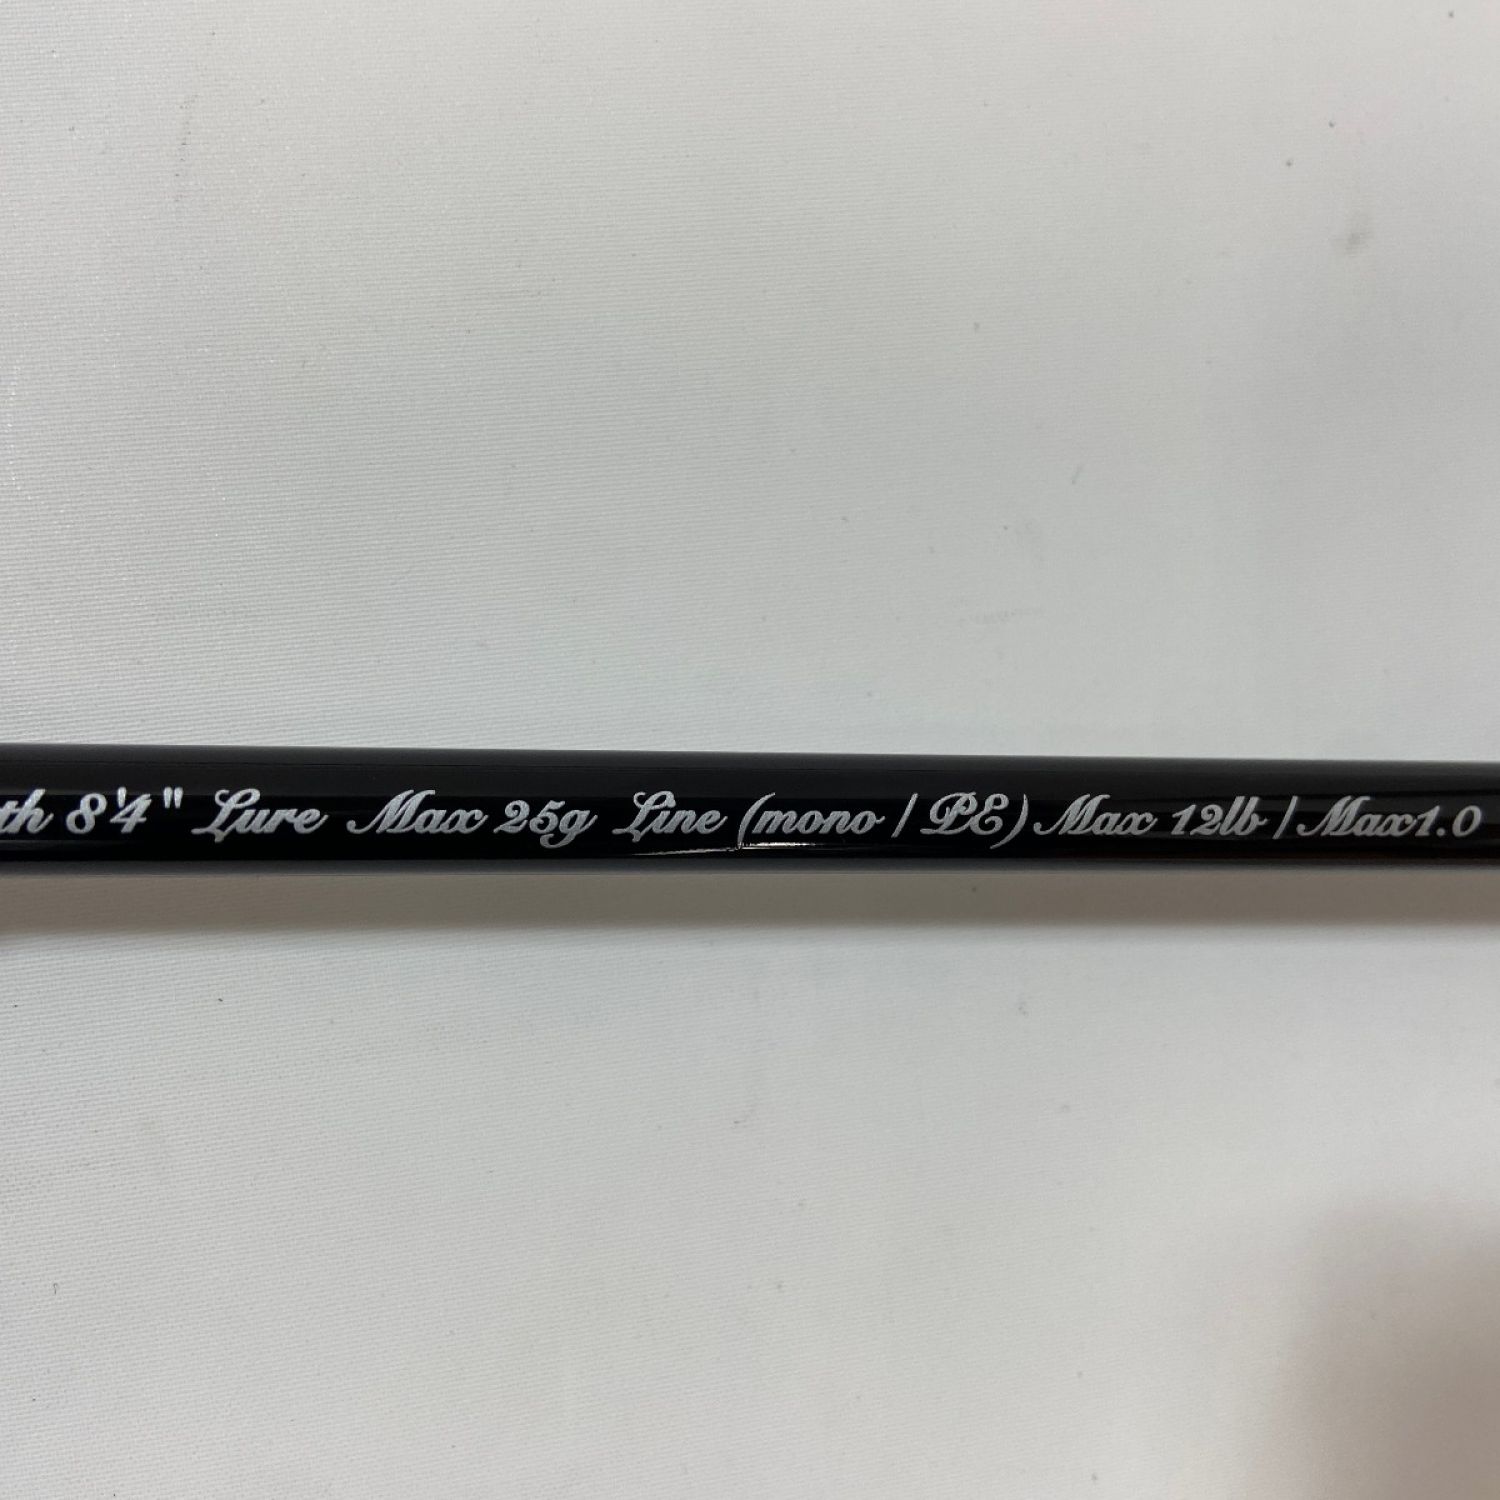 th 8'4" Lure Max 25g Line (mono / PE) Max 12lb / Max1.0